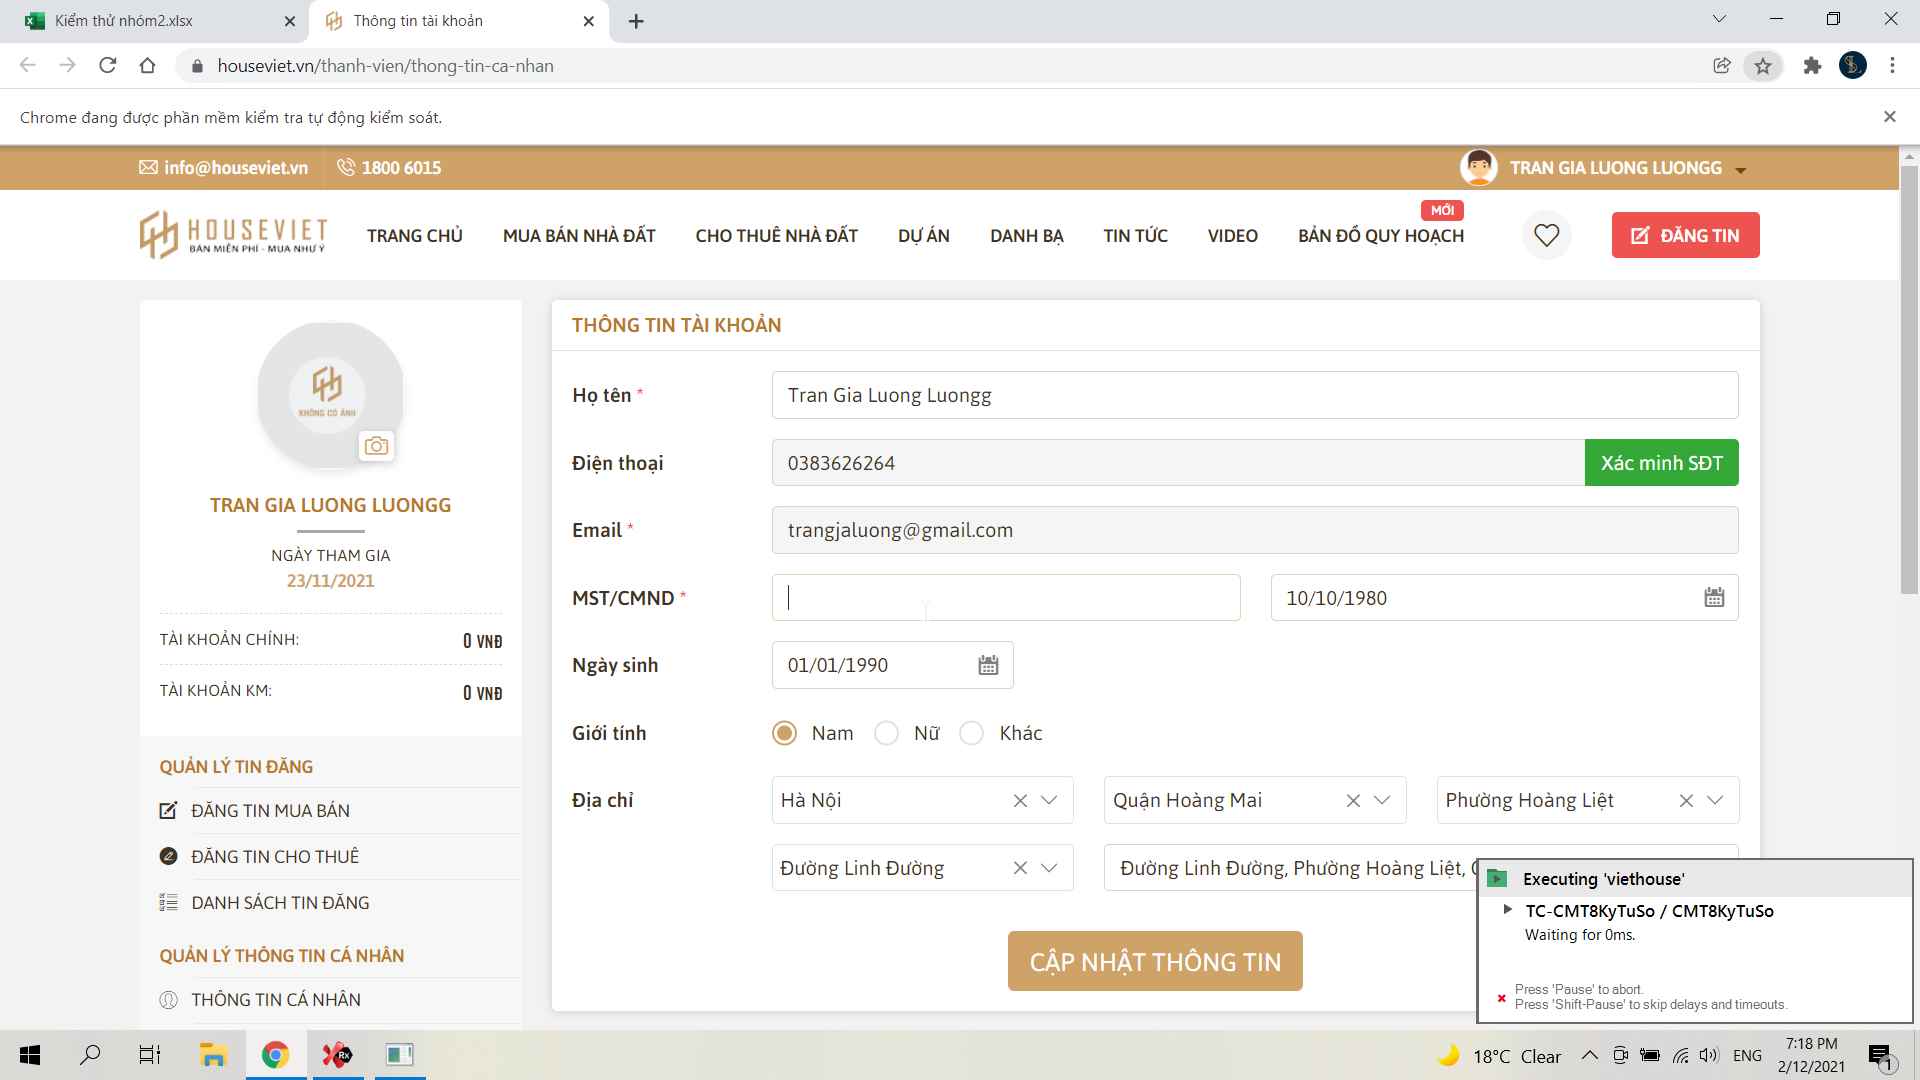 Kiểm thử nhóm2.xlsx
Thông tin tài khoản
houseviet.vn/thanh-vien/thong-tin-ca-nhan
Chrome đang được phần mềm kiểm tra tự động kiểm soát.
info@houseviet.vn
1800 6015
TRAN GIA LUONG LUONGG
HOUSEVIET
BÁN MIỄN PHÍ - MUA NHƯ Ý
TRANG CHỦ
MUA BÁN NHÀ ĐẤT
CHO THUÊ NHÀ ĐẤT
DỰ ÁN
DANH BẠ
TIN TỨC
VIDEO
MỚI
BẢN ĐỒ QUY HOẠCH
ĐĂNG TIN
KHÔNG CÓ ẢNH
TRAN GIA LUONG LUONGG
NGÀY THAM GIA
23/11/2021
TÀI KHOẢN CHÍNH: 0 VNĐ
TÀI KHOẢN KM: 0 VNĐ
QUẢN LÝ TIN ĐĂNG
ĐĂNG TIN MUA BÁN
ĐĂNG TIN CHO THUÊ
DANH SÁCH TIN ĐĂNG
QUẢN LÝ THÔNG TIN CÁ NHÂN
THÔNG TIN CÁ NHÂN
THÔNG TIN TÀI KHOẢN
Họ tên * Tran Gia Luong Luongg
Điện thoại 0383626264 Xác minh SĐT
Email * trangjaluong@gmail.com
MST/CMND * 10/10/1980
Ngày sinh 01/01/1990
Giới tính Nam Nữ Khác
Địa chỉ Hà Nội Quận Hoàng Mai Phường Hoàng Liệt
Đường Linh Đường Đường Linh Đường, Phường Hoàng Liệt,
CẬP NHẬT THÔNG TIN
Executing 'viethouse'
TC-CMT8KyTuSo / CMT8KyTuSo
Waiting for 0ms.
Press 'Pause' to abort.
Press 'Shift-Pause' to skip delays and timeouts.
Rx
18°C Clear
ENG
7:18 PM
2/12/2021
1